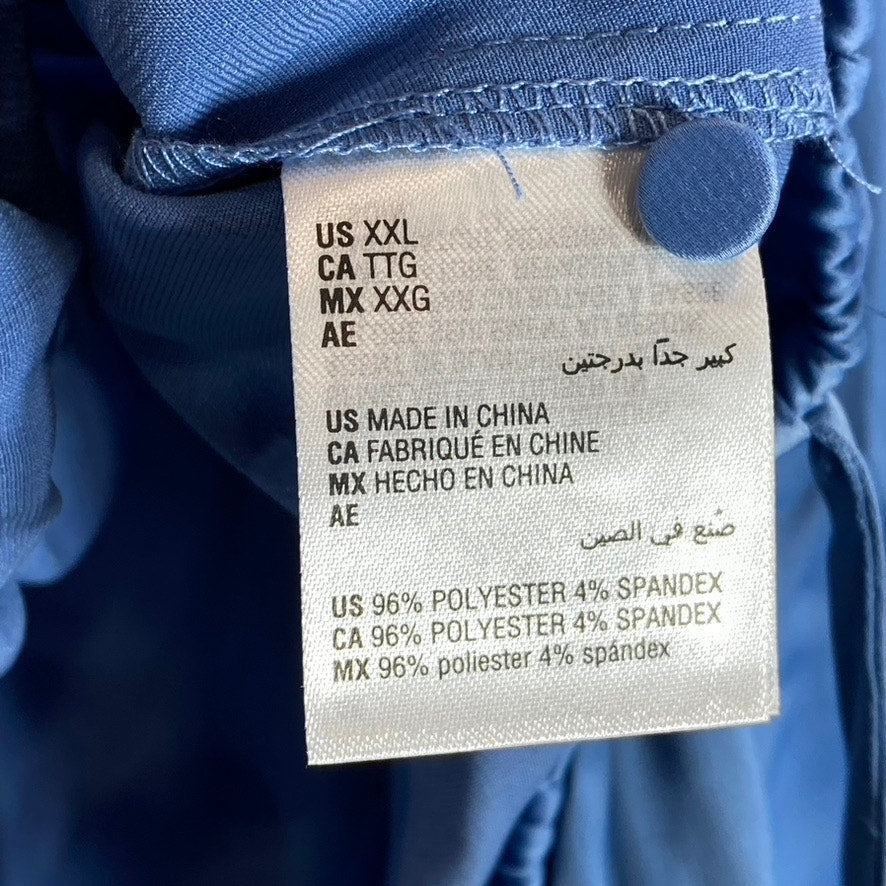 US XXL
CA TTG
MX XXG
AE
كبير جدًا بدرجتين
US MADE IN CHINA
CA FABRIQUÉ EN CHINE
MX HECHO EN CHINA
AE
صُنع في الصين
US 96% POLYESTER 4% SPANDEX
CA 96% POLYESTER 4% SPANDEX
MX 96% poliester 4% spándex